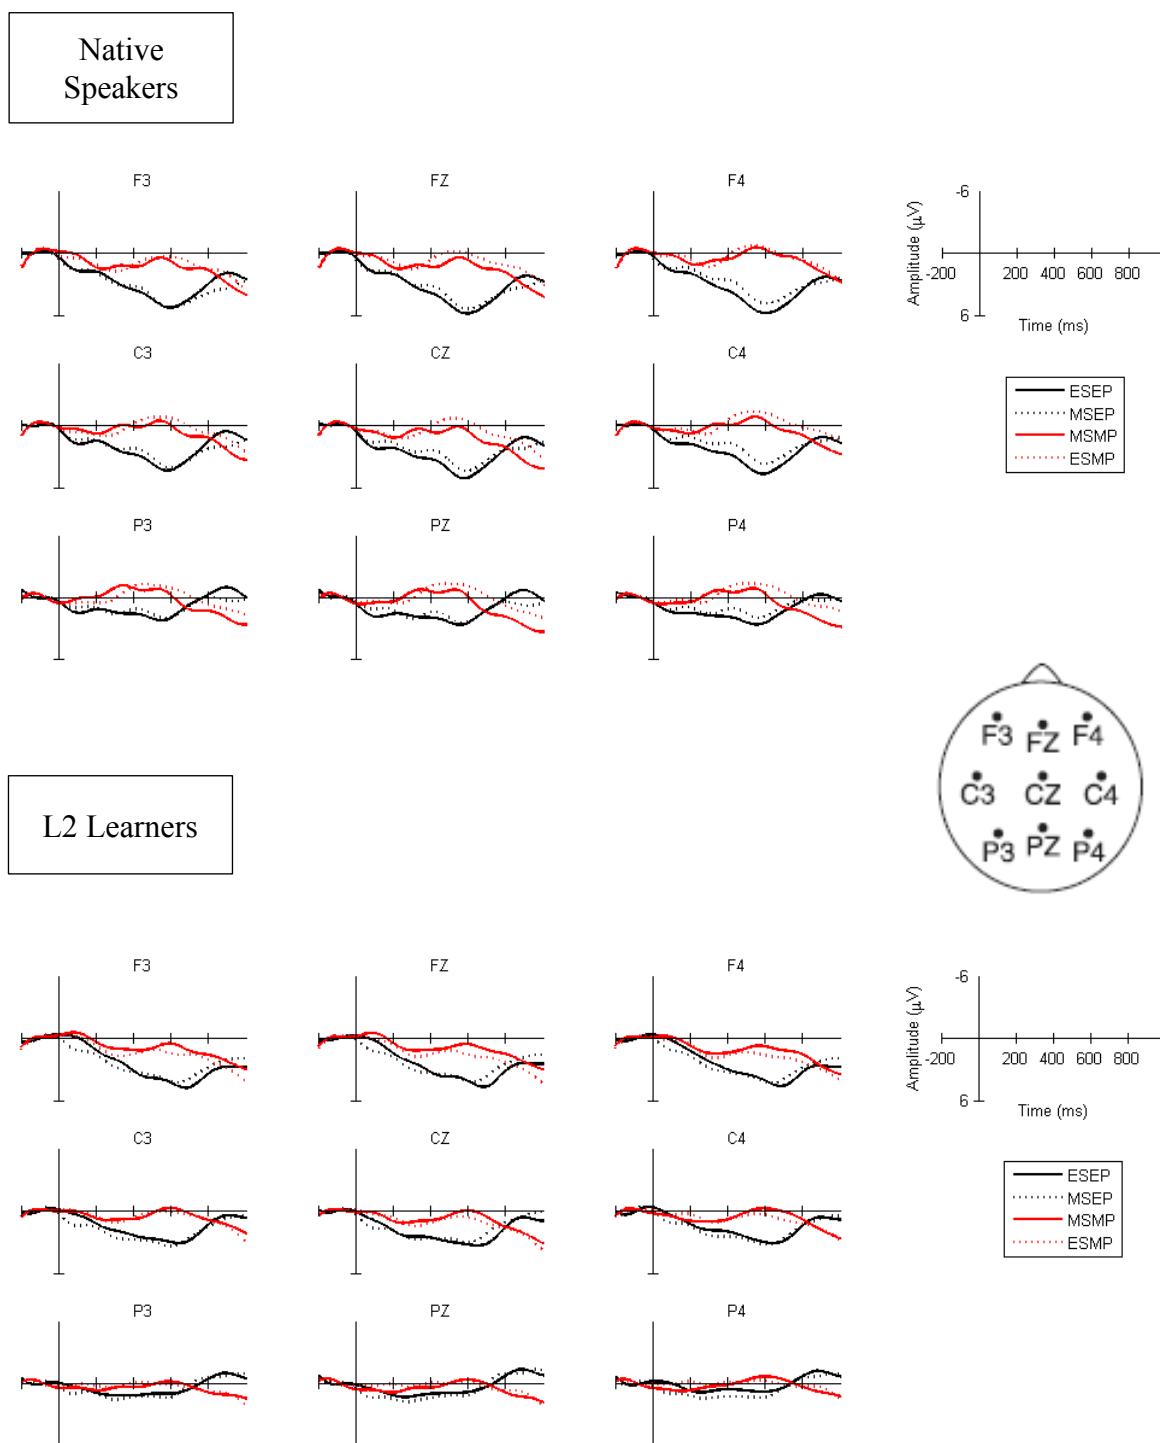 Native
Speakers
F3 FZ F4
-6
Amplitude (µV)
-200 200 400 600 800
6
Time (ms)
C3 CZ C4
ESEP
MSEP
MSMP
ESMP
P3 PZ P4
F3 FZ F4
C3 CZ C4
P3 PZ P4
L2 Learners
F3 FZ F4
-6
Amplitude (µV)
-200 200 400 600 800
6
Time (ms)
C3 CZ C4
ESEP
MSEP
MSMP
ESMP
P3 PZ P4